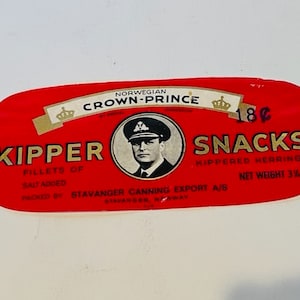 NORWEGIAN
CROWN-PRINCE
18¢
KIPPER SNACKS
FILLETS OF KIPPERED HERRING
SALT ADDED
NET WEIGHT 3¼
PACKED BY: STAVANGER CANNING EXPORT A/S
STAVANGER, NORWAY